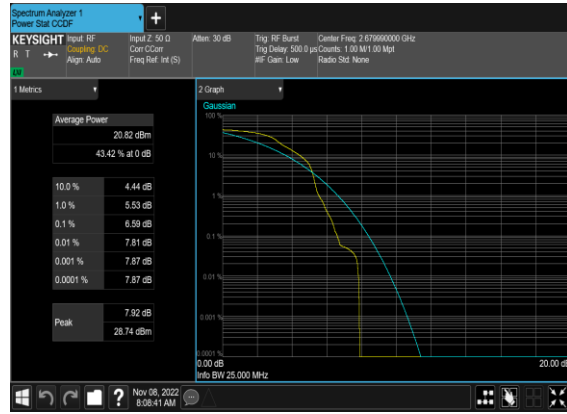 Spectrum Analyzer 1
Power Stat CCDF
KEYSIGHT
R T
Input: RF
Coupling: DC
Align: Auto
Input Z: 50 Ω
Corr CCorr
Freq Ref: Int (S)
Atten: 30 dB
Trig: RF Burst
Trig Delay: 500.0 µs
#IF Gain: Low
Center Freq: 2.679990000 GHz
Counts: 1.00 M/1.00 Mpt
Radio Std: None
1 Metrics
Average Power
20.82 dBm
43.42 % at 0 dB
10.0 % 4.44 dB
1.0 % 5.53 dB
0.1 % 6.59 dB
0.01 % 7.81 dB
0.001 % 7.87 dB
0.0001 % 7.87 dB
Peak
7.92 dB
28.74 dBm
2 Graph
Gaussian
100 %
10 %
1 %
0.1 %
0.01 %
0.001 %
0.0001 %
0.00 dB 20.00 dB
Info BW 25.000 MHz
Nov 08, 2022
8:08:41 AM